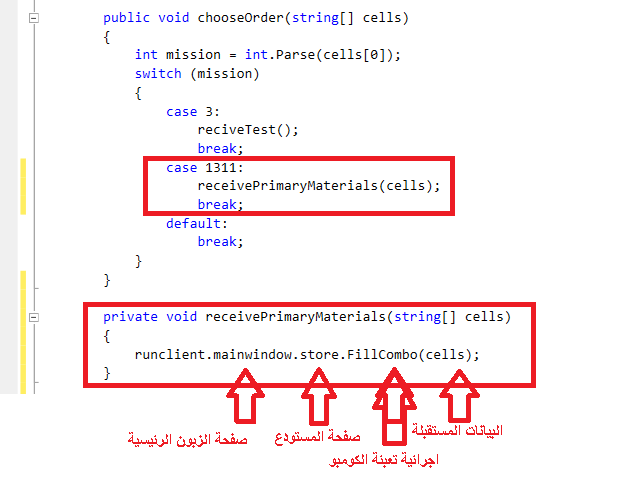 public void chooseOrder(string[] cells)
{
int mission = int.Parse(cells[0]);
switch (mission)
{
case 3:
reciveTest();
break;
case 1311:
receivePrimaryMaterials(cells);
break;
default:
break;
}
}
private void receivePrimaryMaterials(string[] cells)
{
runclient.mainwindow.store.FillCombo(cells);
}
البيانات المستقبلة
صفحة المستودع
صفحة الزبون الرئيسية
اجرائية تعبئة الكومبو